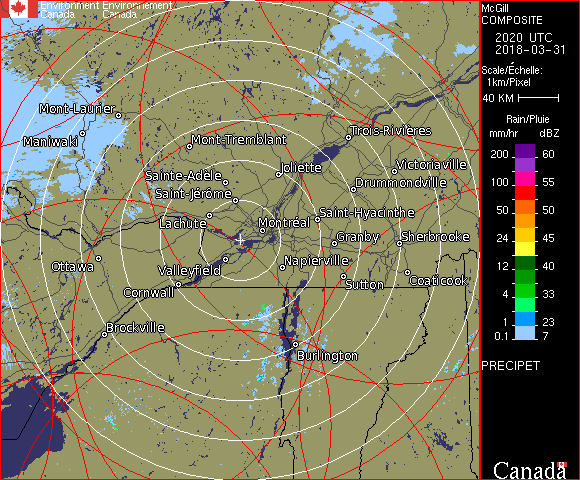 Environment Environnement
Canada Canada
McGill
COMPOSITE
2020 UTC
2018-03-31
Scale/Échelle:
1km/Pixel
40 KM
Rain/Pluie
mm/hr dBZ
200 60
150 55
100 55
50 50
24 45
12 40
4 33
1 23
0.1 7
PRECIPET
Canada
Mont-Laurier
Maniwaki
Mont-Tremblant
Trois-Rivières
Joliette
Victoriaville
Sainte-Adèle
Drummondville
Saint-Jérôme
Saint-Hyacinthe
Lachute
Montréal
Granby
Sherbrooke
Ottawa
Valleyfield
Napierville
Sutton
Coaticook
Cornwall
Brockville
Burlington